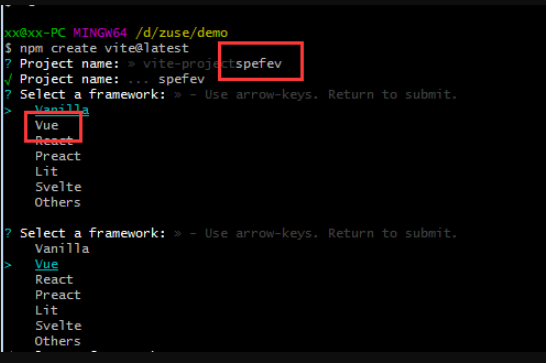 xx@xx-PC MINGW64 /d/zuse/demo
$ npm create vite@latest
? Project name: » vite-projectspefev
√ Project name: ... spefev
? Select a framework: » - Use arrow-keys. Return to submit.
> Vanilla
Vue
React
Preact
Lit
Svelte
Others
? Select a framework: » - Use arrow-keys. Return to submit.
Vanilla
> Vue
React
Preact
Lit
Svelte
Others